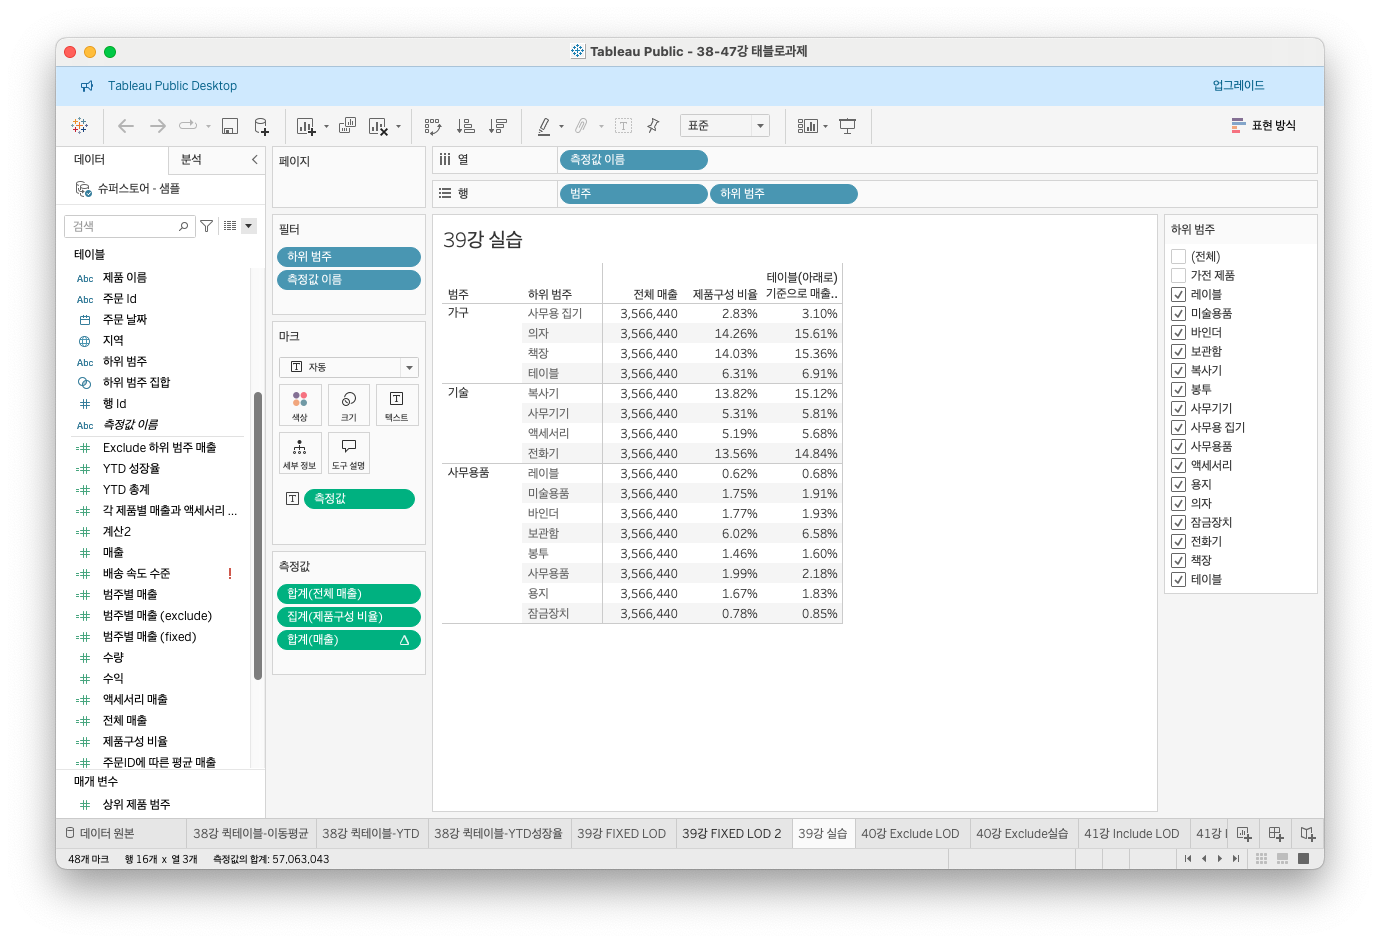 Tableau Public - 38-47강 태블로과제
Tableau Public Desktop
업그레이드
표준
표현 방식
데이터
분석
슈퍼스토어 - 샘플
검색
테이블
Abc 제품 이름
Abc 주문 Id
주문 날짜
지역
Abc 하위 범주
하위 범주 집합
행 Id
Abc 측정값 이름
Exclude 하위 범주 매출
YTD 성장율
YTD 총계
각 제품별 매출과 액세서리 ...
계산2
매출
배송 속도 수준 !
범주별 매출
범주별 매출 (exclude)
범주별 매출 (fixed)
수량
수익
액세서리 매출
전체 매출
제품구성 비율
주문ID에 따른 평균 매출
매개 변수
상위 제품 범주
페이지
필터
하위 범주
측정값 이름
마크
자동
색상
크기
텍스트
세부 정보
도구 설명
측정값
측정값
합계(전체 매출)
집계(제품구성 비율)
합계(매출)
열
측정값 이름
행
범주
하위 범주
39강 실습
범주 하위 범주 전체 매출 제품구성 비율 테이블(아래로) 기준으로 매출..
가구 사무용 집기 3,566,440 2.83% 3.10%
의자 3,566,440 14.26% 15.61%
책장 3,566,440 14.03% 15.36%
테이블 3,566,440 6.31% 6.91%
기술 복사기 3,566,440 13.82% 15.12%
사무기기 3,566,440 5.31% 5.81%
액세서리 3,566,440 5.19% 5.68%
전화기 3,566,440 13.56% 14.84%
사무용품 레이블 3,566,440 0.62% 0.68%
미술용품 3,566,440 1.75% 1.91%
바인더 3,566,440 1.77% 1.93%
보관함 3,566,440 6.02% 6.58%
봉투 3,566,440 1.46% 1.60%
사무용품 3,566,440 1.99% 2.18%
용지 3,566,440 1.67% 1.83%
잠금장치 3,566,440 0.78% 0.85%
하위 범주
(전체)
가전 제품
레이블
미술용품
바인더
보관함
복사기
봉투
사무기기
사무용 집기
사무용품
액세서리
용지
의자
잠금장치
전화기
책장
테이블
데이터 원본
38강 퀵테이블-이동평균
38강 퀵테이블-YTD
38강 퀵테이블-YTD성장율
39강 FIXED LOD
39강 FIXED LOD 2
39강 실습
40강 Exclude LOD
40강 Exclude실습
41강 Include LOD
41강 I
48개 마크 행 16개 x 열 3개 측정값의 합계: 57,063,043